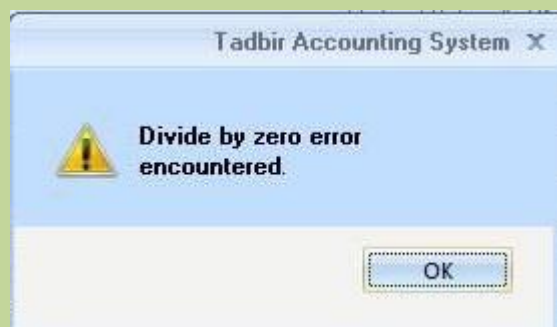 Tadbir Accounting System X
Divide by zero error
encountered.
OK